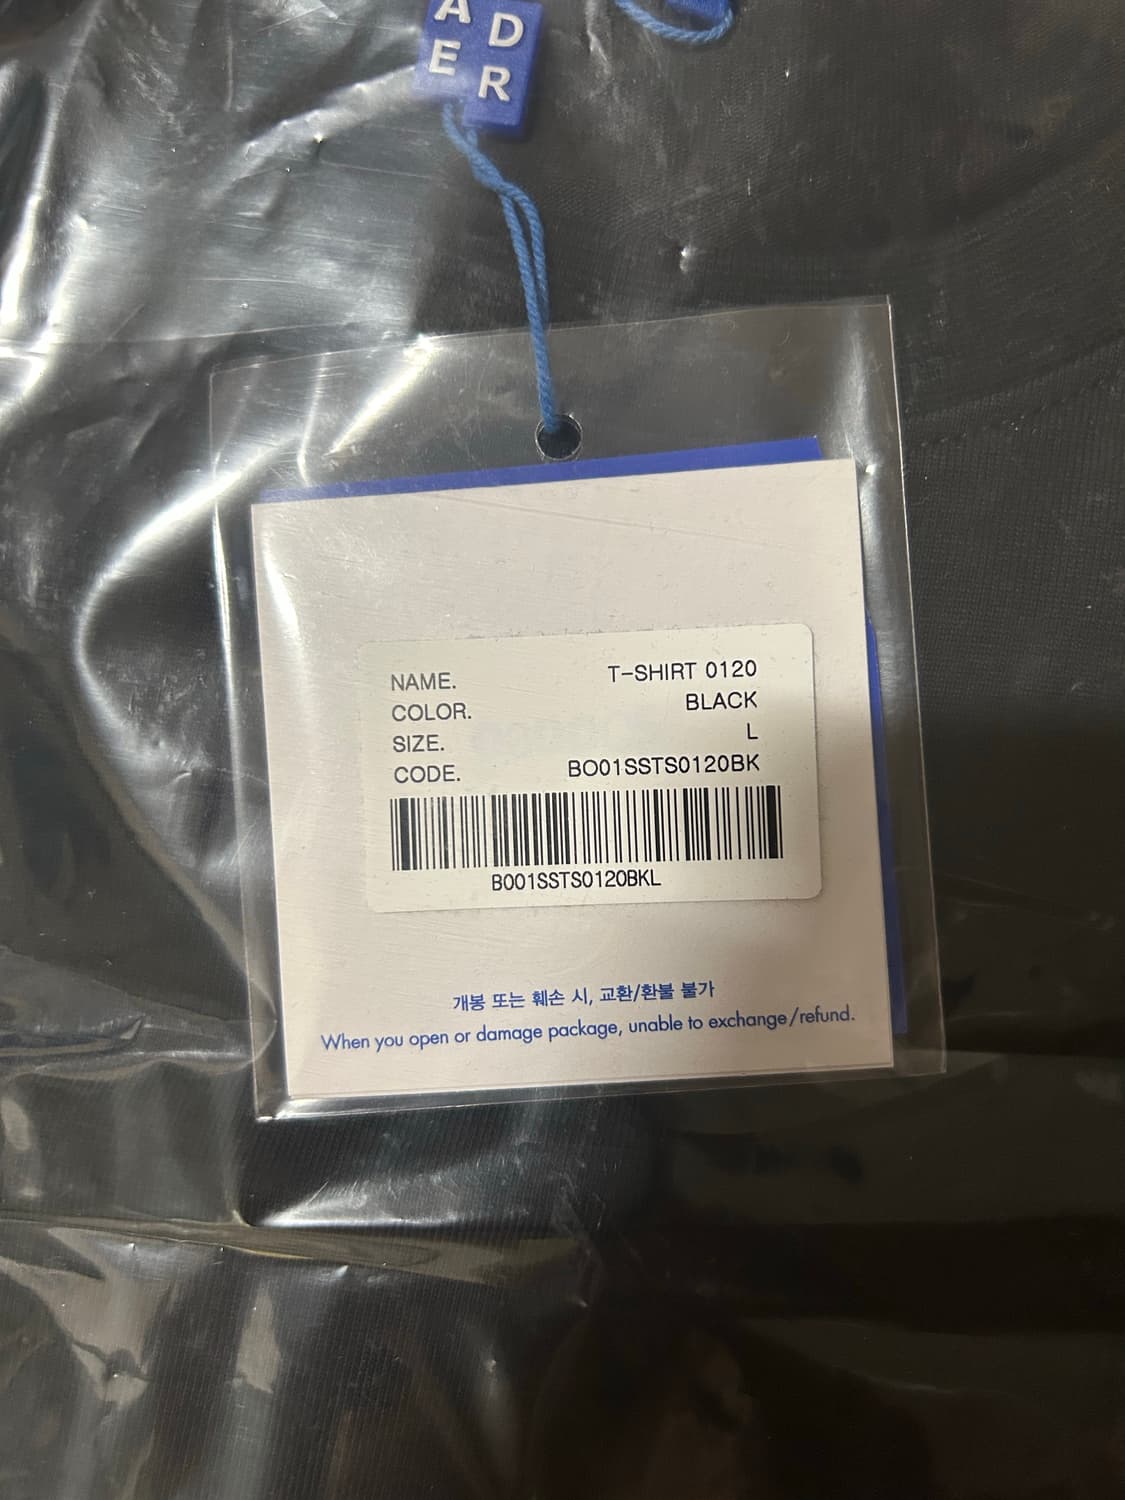 A D
E R
NAME. T-SHIRT 0120
COLOR. BLACK
SIZE. L
CODE. BO01SSTS0120BK
BO01SSTS0120BKL
개봉 또는 훼손 시, 교환/환불 불가
When you open or damage package, unable to exchange/refund.